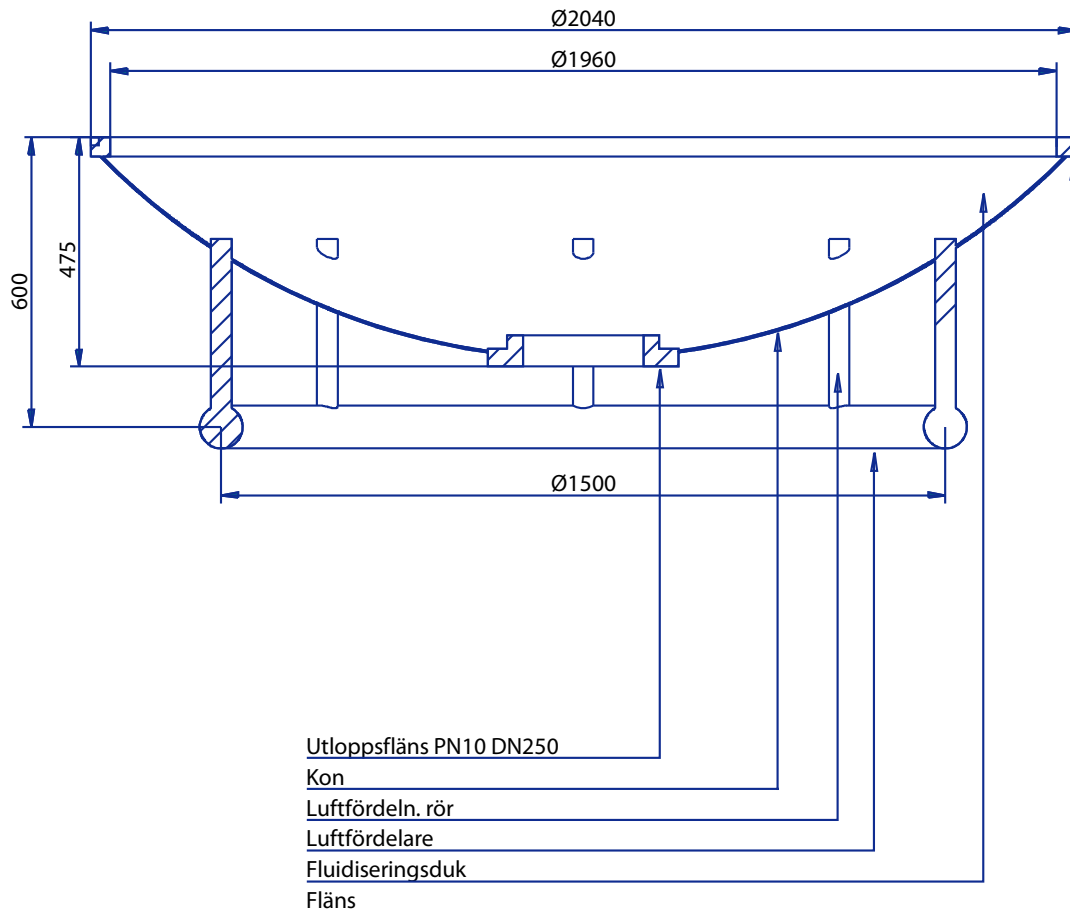 Ø2040
Ø1960
475
600
Ø1500
Utloppsfläns PN10 DN250
Kon
Luftfördeln. rör
Luftfördelare
Fluidiseringsduk
Fläns